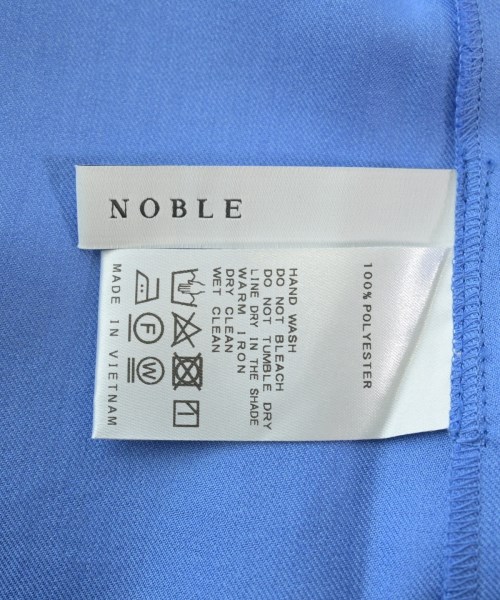 NOBLE
100% POLYESTER
HAND WASH
DO NOT BLEACH
DO NOT TUMBLE DRY
LINE DRY IN THE SHADE
WARM IRON
DRY CLEAN
WET CLEAN
F W
MADE IN VIETNAM